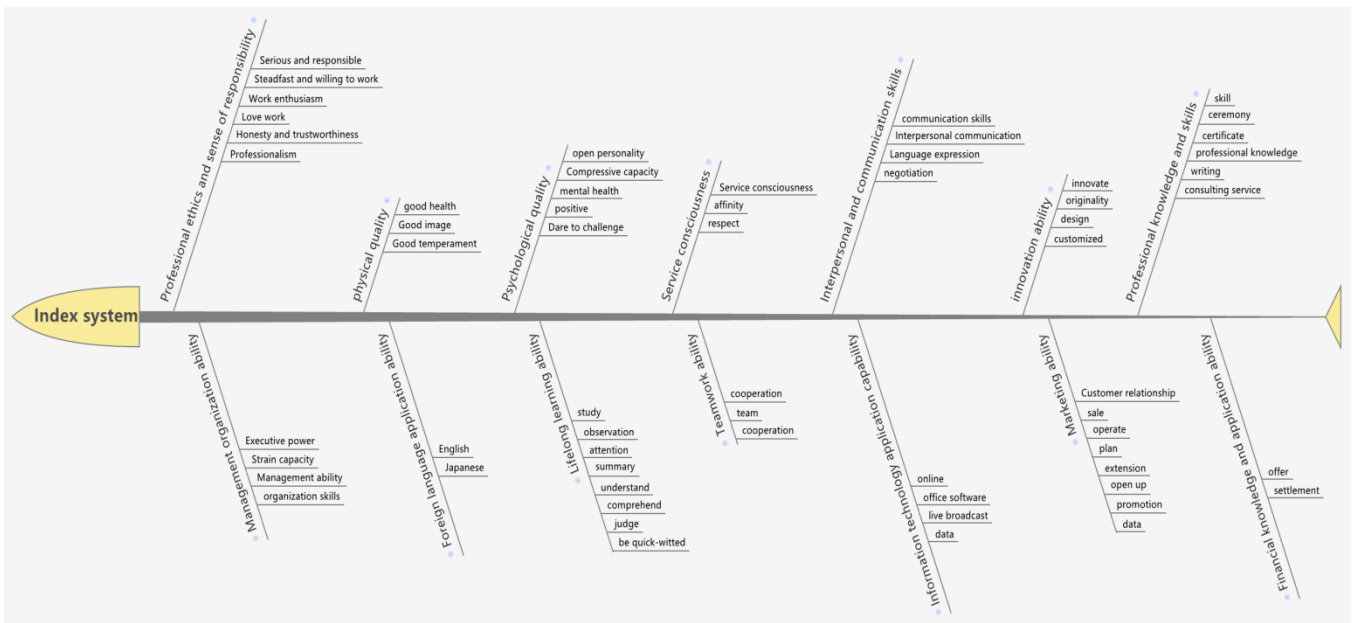 Index system
Professional ethics and sense of responsibility
Serious and responsible
Steadfast and willing to work
Work enthusiasm
Love work
Honesty and trustworthiness
Professionalism
physical quality
good health
Good image
Good temperament
Psychological quality
open personality
Compressive capacity
mental health
positive
Dare to challenge
Service consciousness
Service consciousness
affinity
respect
Interpersonal and communication skills
communication skills
Interpersonal communication
Language expression
negotiation
innovation ability
innovate
originality
design
customized
Professional knowledge and skills
skill
ceremony
certificate
professional knowledge
writing
consulting service
Management organization ability
Executive power
Strain capacity
Management ability
organization skills
Foreign language application ability
English
Japanese
Lifelong learning ability
study
observation
attention
summary
understand
comprehend
judge
be quick-witted
Teamwork ability
cooperation
team
cooperation
Information technology application capability
online
office software
live broadcast
data
Marketing ability
Customer relationship
sale
operate
plan
extension
open up
promotion
data
Financial knowledge and application ability
offer
settlement